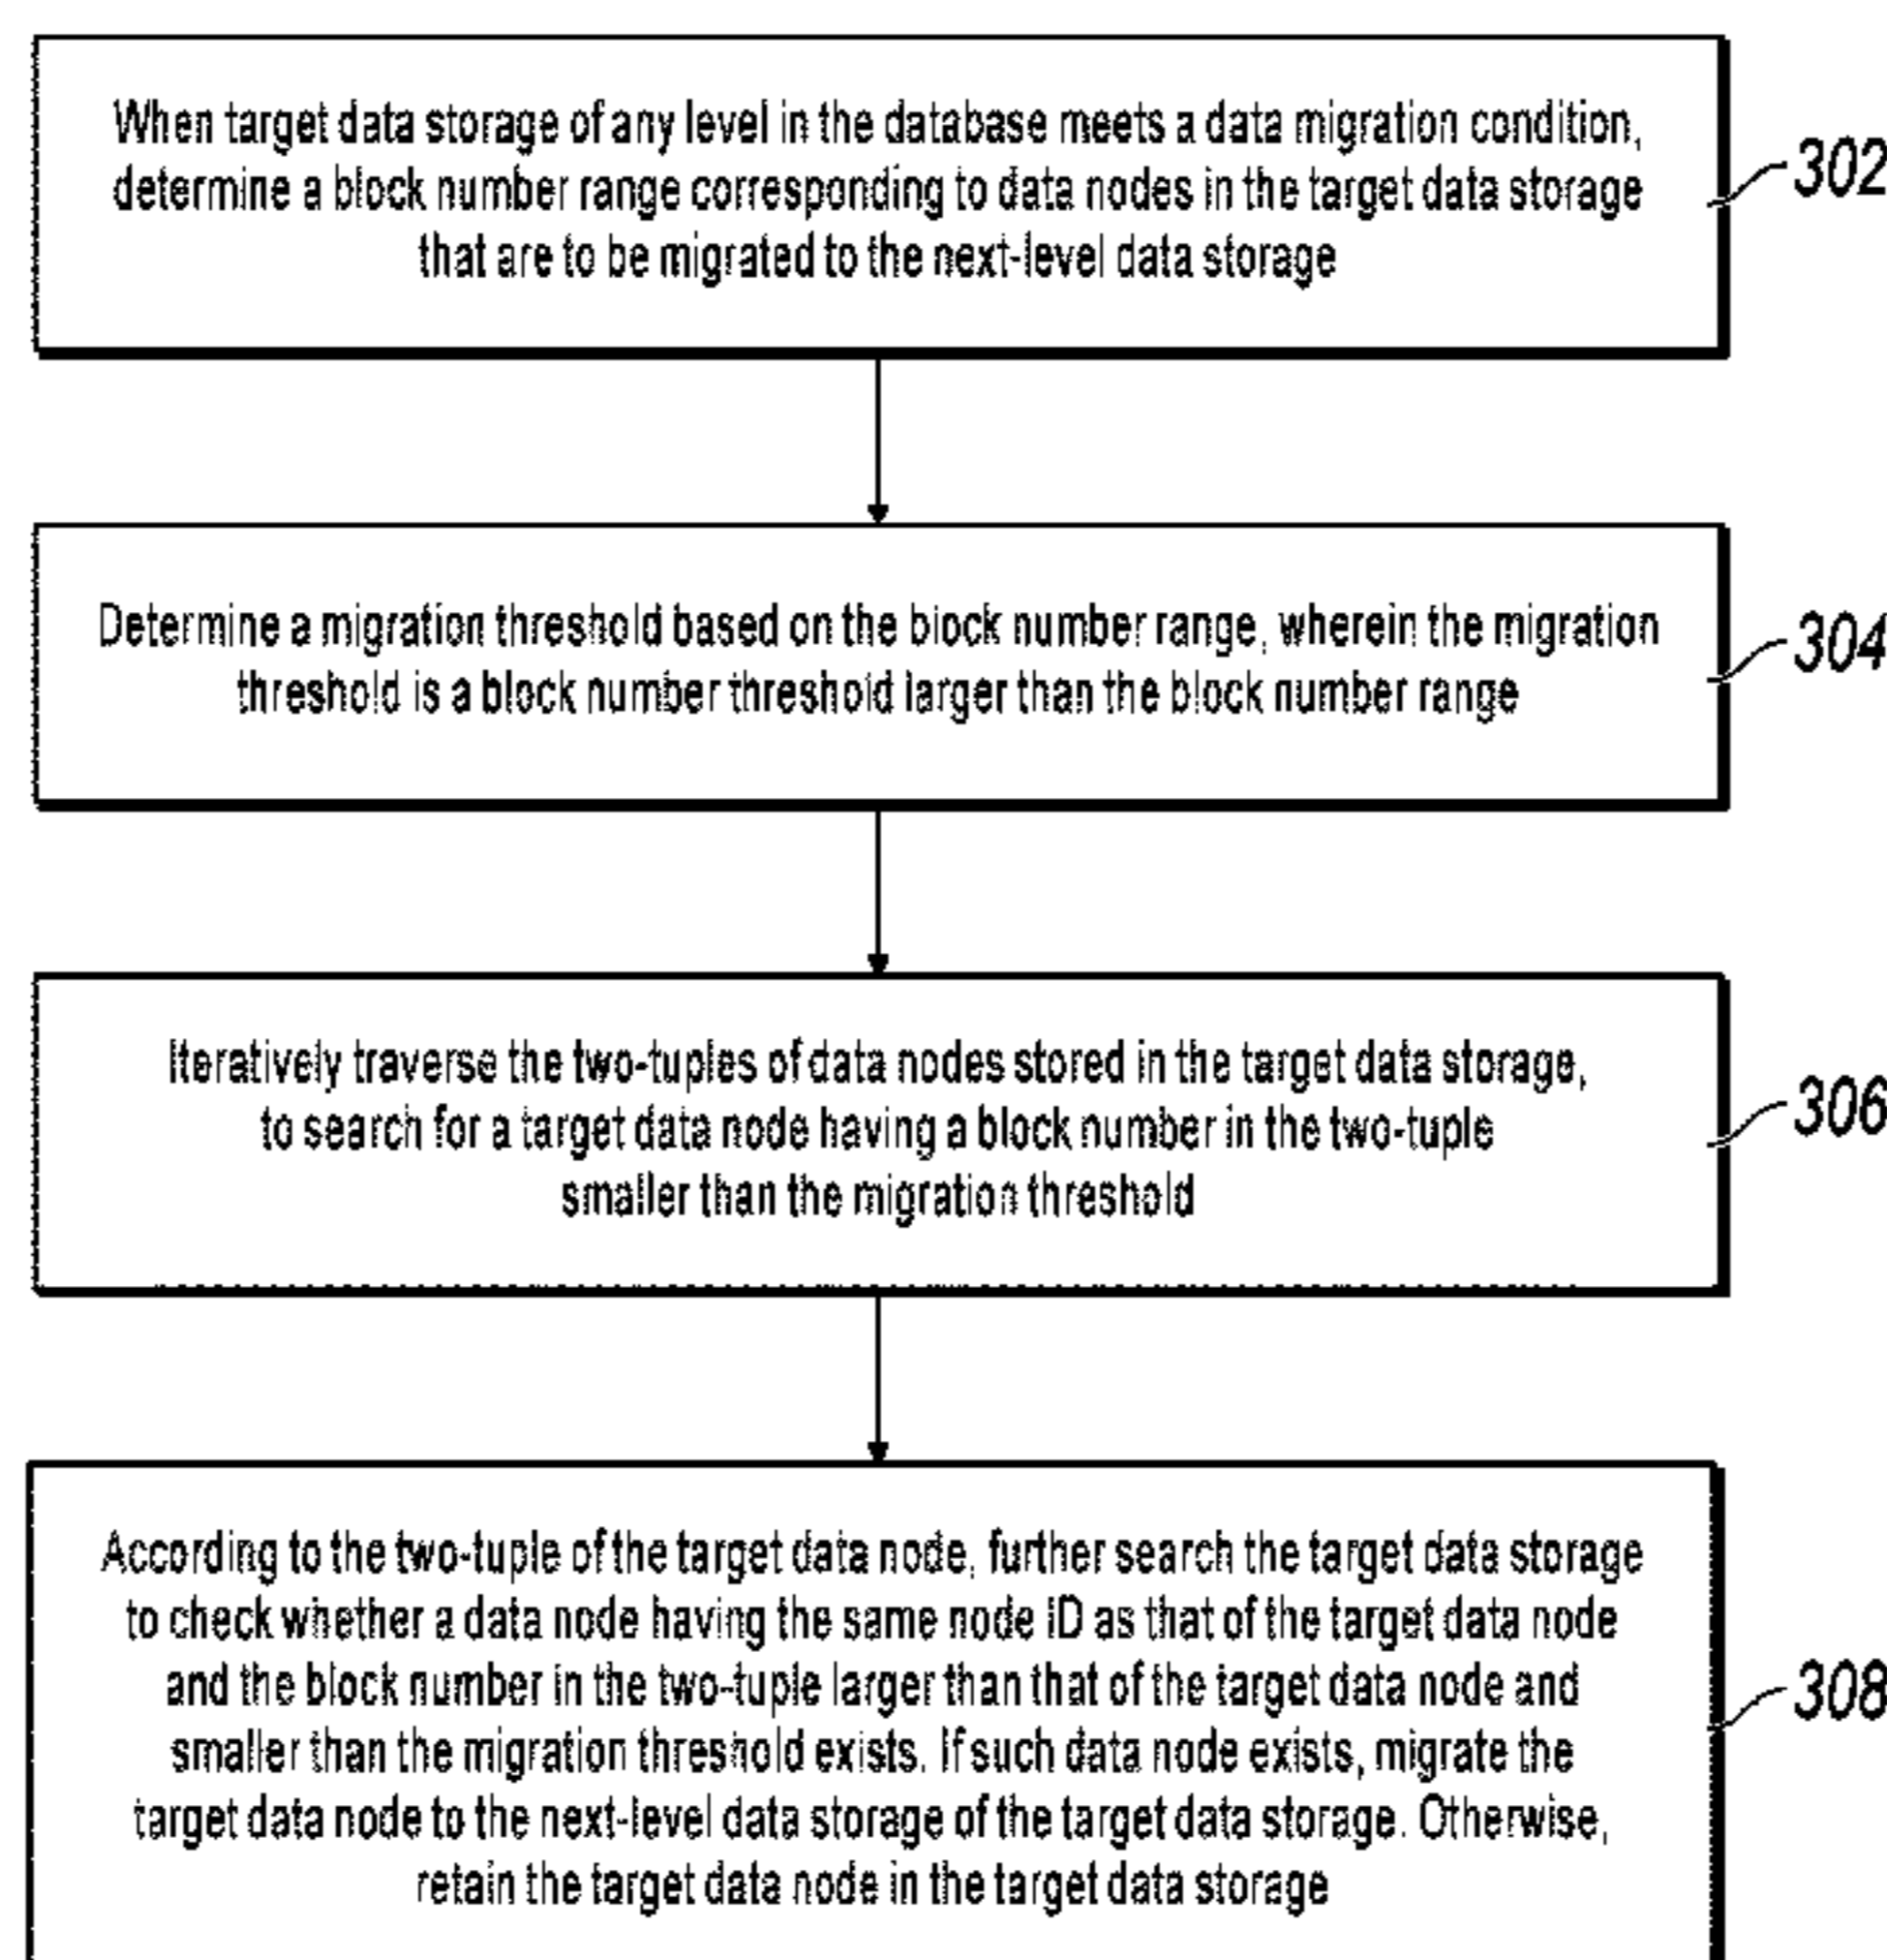 When target data storage of any level in the database meets a data migration condition,
determine a block number range corresponding to data nodes in the target data storage
that are to be migrated to the next-level data storage
302
Determine a migration threshold based on the block number range, wherein the migration
threshold is a block number threshold larger than the block number range
304
Iteratively traverse the two-tuples of data nodes stored in the target data storage,
to search for a target data node having a block number in the two-tuple
smaller than the migration threshold
306
According to the two-tuple of the target data node, further search the target data storage
to check whether a data node having the same node ID as that of the target data node
and the block number in the two-tuple larger than that of the target data node and
smaller than the migration threshold exists. If such data node exists, migrate the
target data node to the next-level data storage of the target data storage. Otherwise,
retain the target data node in the target data storage
308